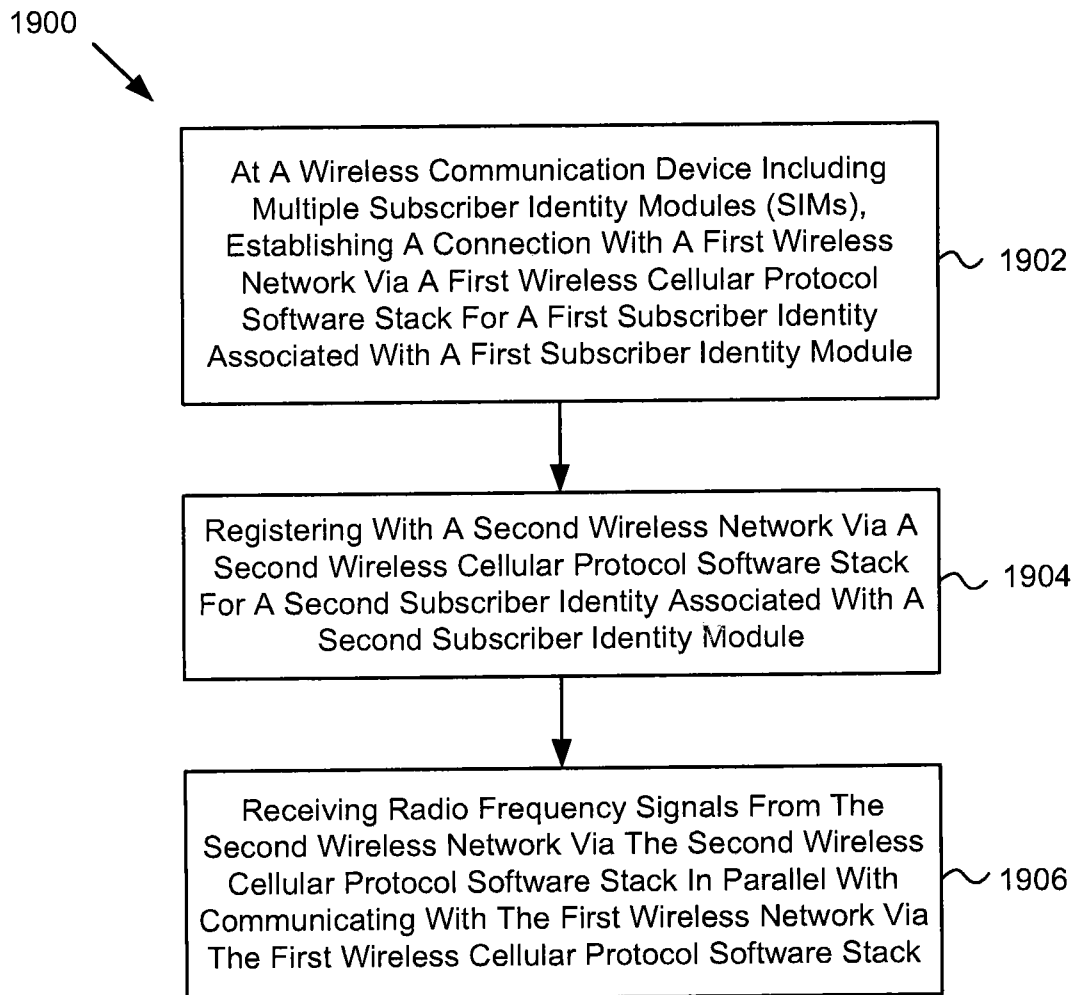 1900
At A Wireless Communication Device Including
Multiple Subscriber Identity Modules (SIMs),
Establishing A Connection With A First Wireless
Network Via A First Wireless Cellular Protocol
Software Stack For A First Subscriber Identity
Associated With A First Subscriber Identity Module
1902
Registering With A Second Wireless Network Via A
Second Wireless Cellular Protocol Software Stack
For A Second Subscriber Identity Associated With A
Second Subscriber Identity Module
1904
Receiving Radio Frequency Signals From The
Second Wireless Network Via The Second Wireless
Cellular Protocol Software Stack In Parallel With
Communicating With The First Wireless Network Via
The First Wireless Cellular Protocol Software Stack
1906